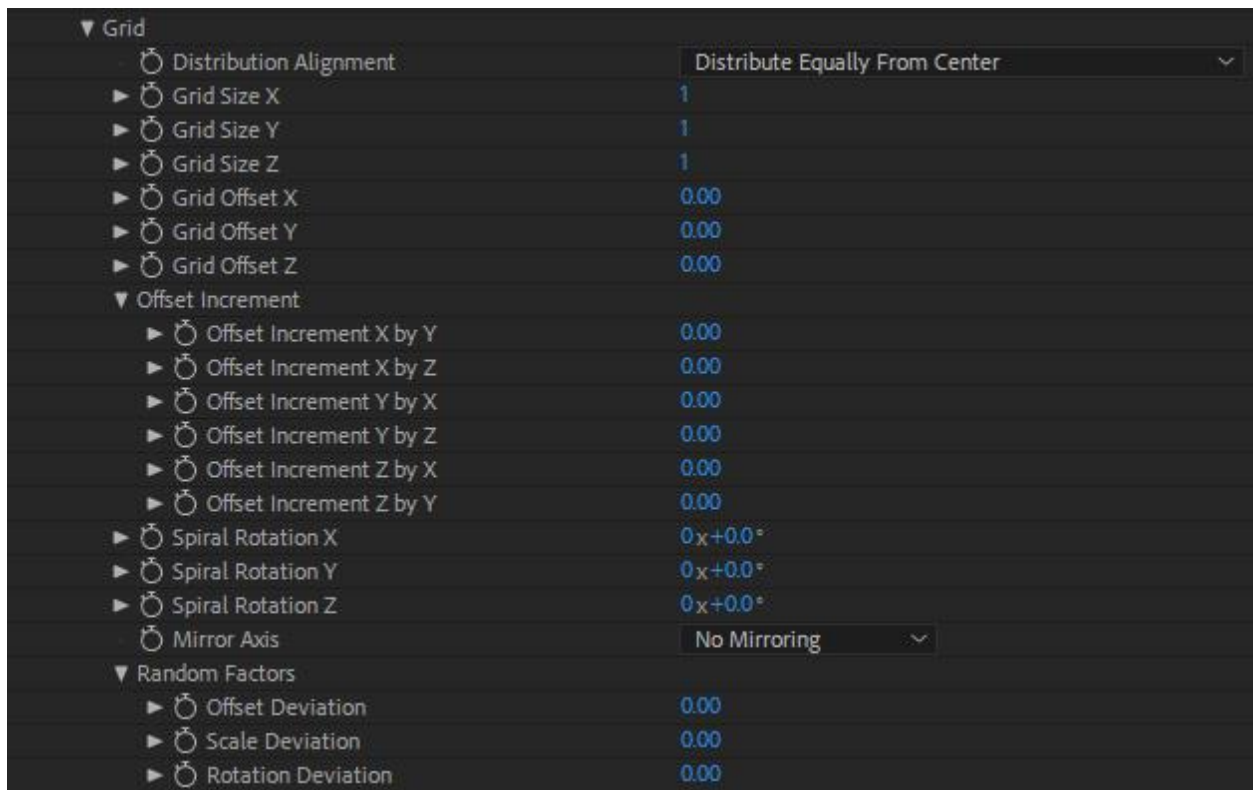 Grid
Distribution Alignment Distribute Equally From Center
Grid Size X 1
Grid Size Y 1
Grid Size Z 1
Grid Offset X 0.00
Grid Offset Y 0.00
Grid Offset Z 0.00
Offset Increment
Offset Increment X by Y 0.00
Offset Increment X by Z 0.00
Offset Increment Y by X 0.00
Offset Increment Y by Z 0.00
Offset Increment Z by X 0.00
Offset Increment Z by Y 0.00
Spiral Rotation X 0x+0.0°
Spiral Rotation Y 0x+0.0°
Spiral Rotation Z 0x+0.0°
Mirror Axis No Mirroring
Random Factors
Offset Deviation 0.00
Scale Deviation 0.00
Rotation Deviation 0.00